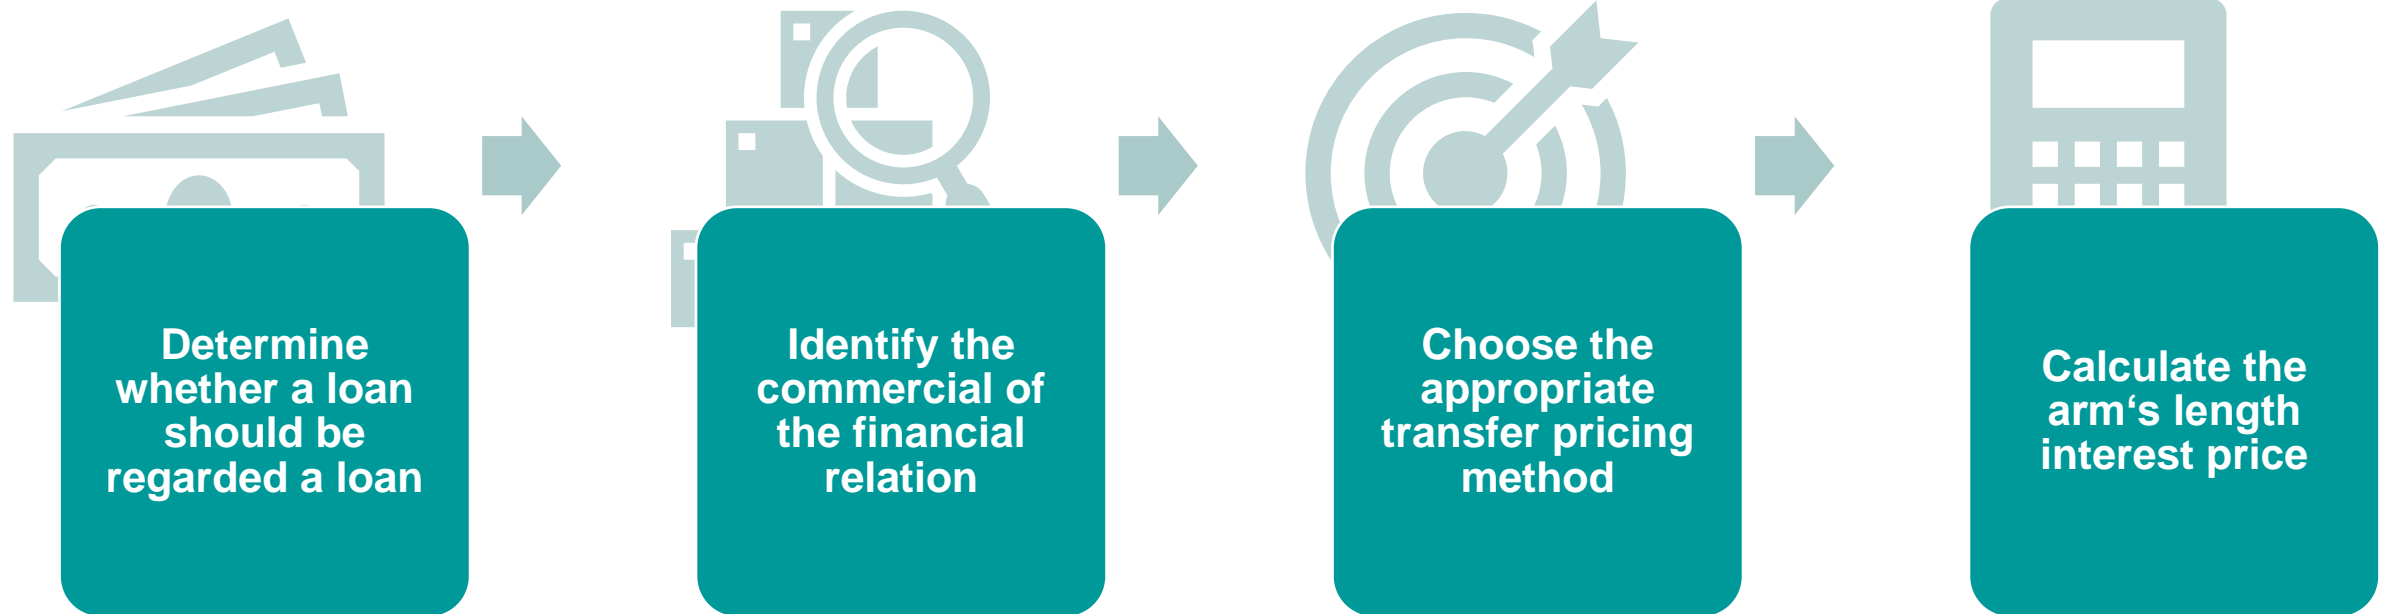 Determine
whether a loan
should be
regarded a loan
Identify the
commercial of
the financial
relation
Choose the
appropriate
transfer pricing
method
Calculate the
arm‘s length
interest price